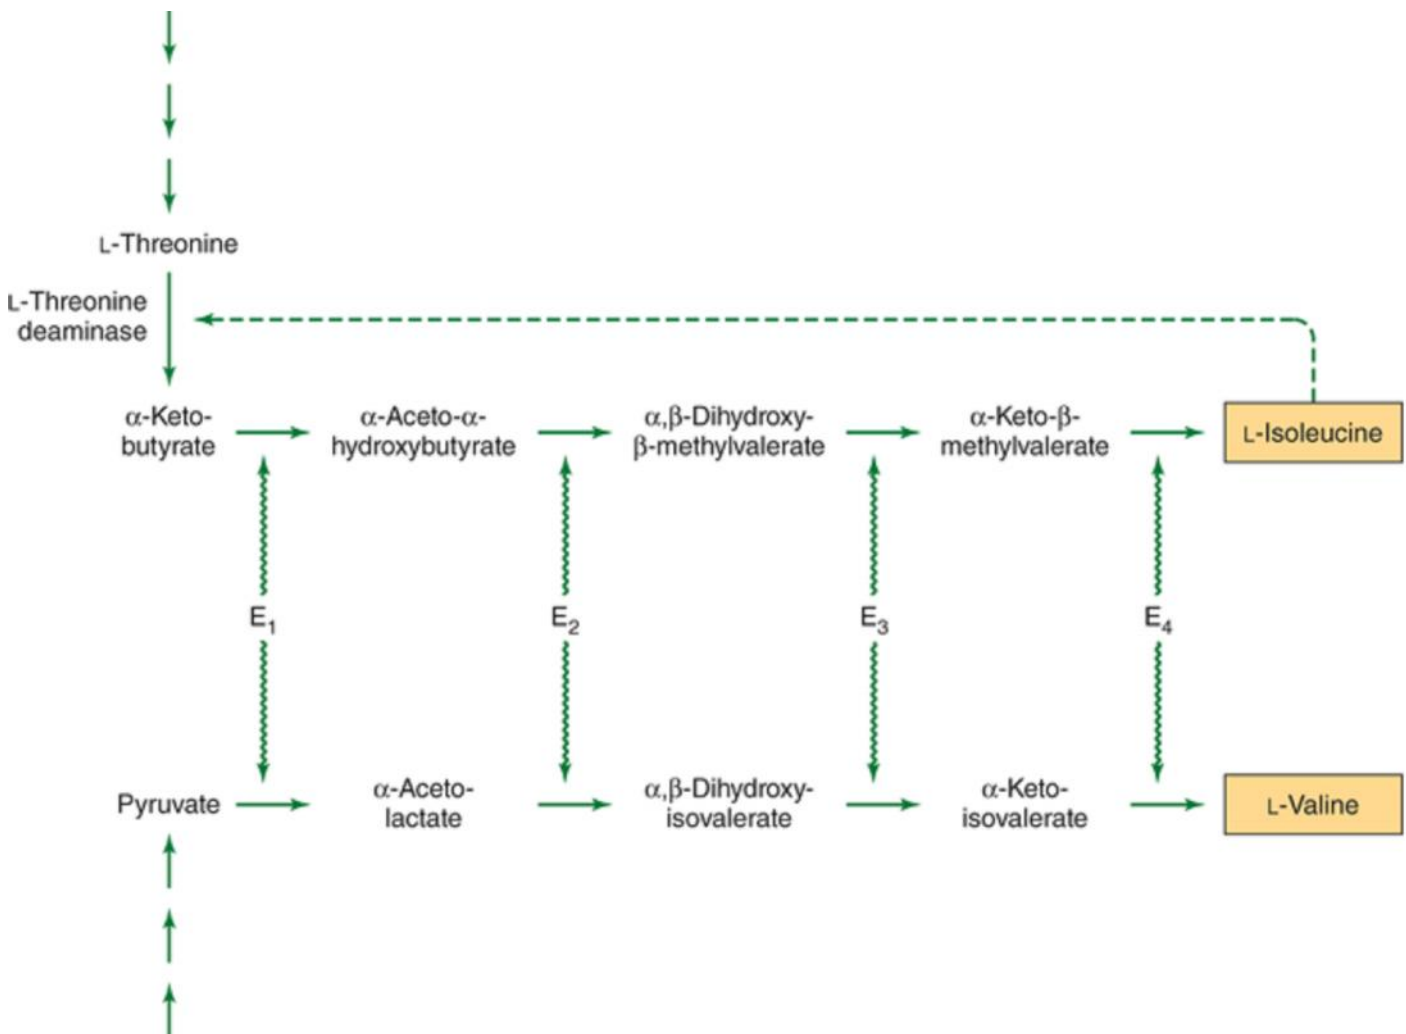 L-Threonine
L-Threonine
deaminase
α-Keto-
butyrate
α-Aceto-α-
hydroxybutyrate
α,β-Dihydroxy-
β-methylvalerate
α-Keto-β-
methylvalerate
L-Isoleucine
E₁
E₂
E₃
E₄
Pyruvate
α-Aceto-
lactate
α,β-Dihydroxy-
isovalerate
α-Keto-
isovalerate
L-Valine